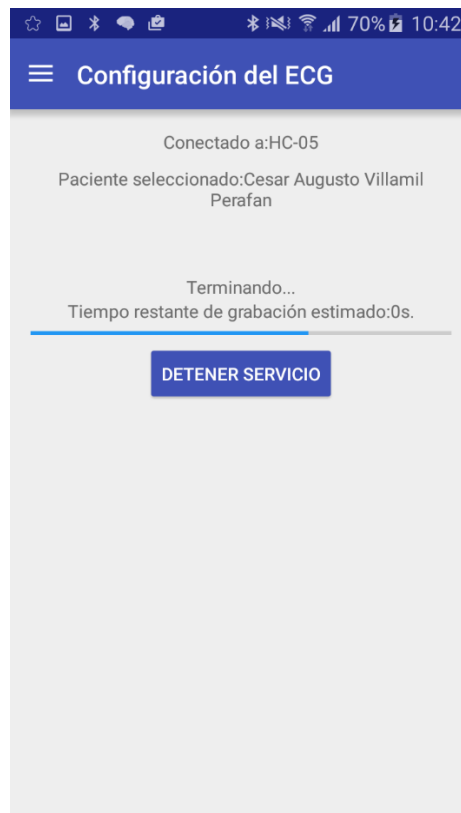 70% 10:42
Configuración del ECG
Conectado a:HC-05
Paciente seleccionado:Cesar Augusto Villamil
Perafan
Terminando...
Tiempo restante de grabación estimado:0s.
DETENER SERVICIO